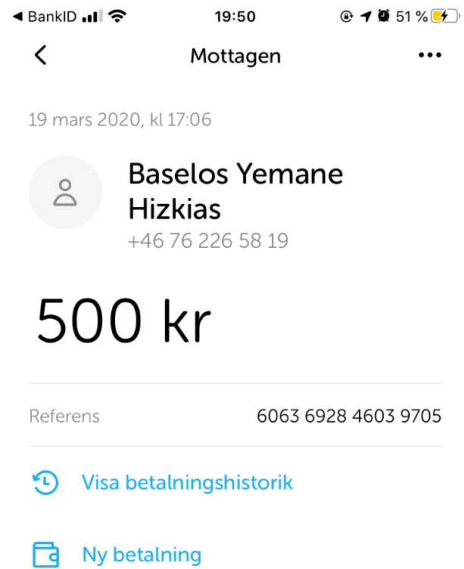 BankID 19:50 51 %
Mottagen
19 mars 2020, kl 17:06
Baselos Yemane
Hizkias
+46 76 226 58 19
500 kr
Referens 6063 6928 4603 9705
Visa betalningshistorik
Ny betalning